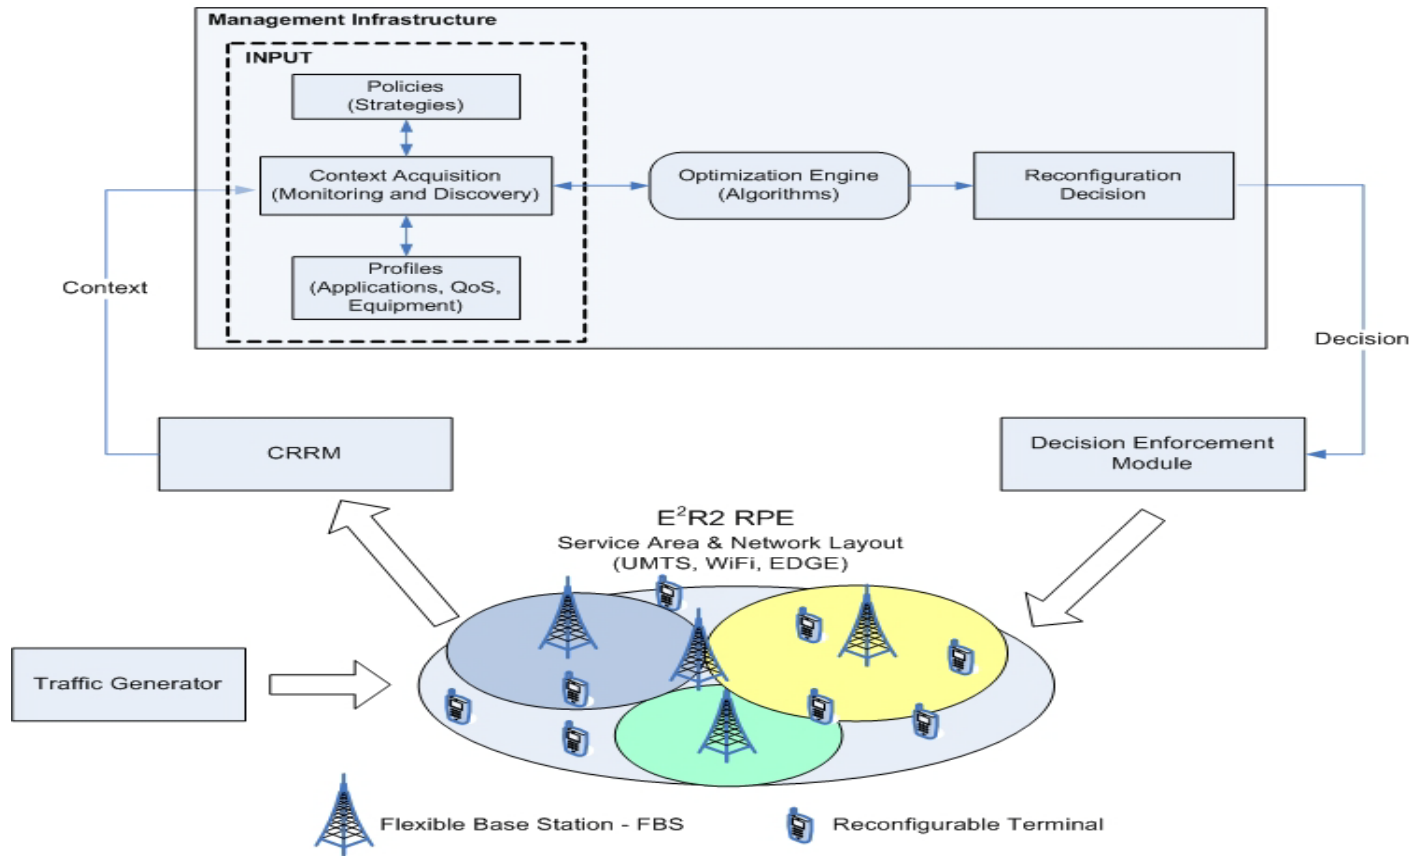 Management Infrastructure
INPUT
Policies
(Strategies)
Context Acquisition
(Monitoring and Discovery)
Profiles
(Applications, QoS,
Equipment)
Optimization Engine
(Algorithms)
Reconfiguration
Decision
Context
Decision
CRRM
Decision Enforcement
Module
E²R2 RPE
Service Area & Network Layout
(UMTS, WiFi, EDGE)
Traffic Generator
Flexible Base Station - FBS
Reconfigurable Terminal